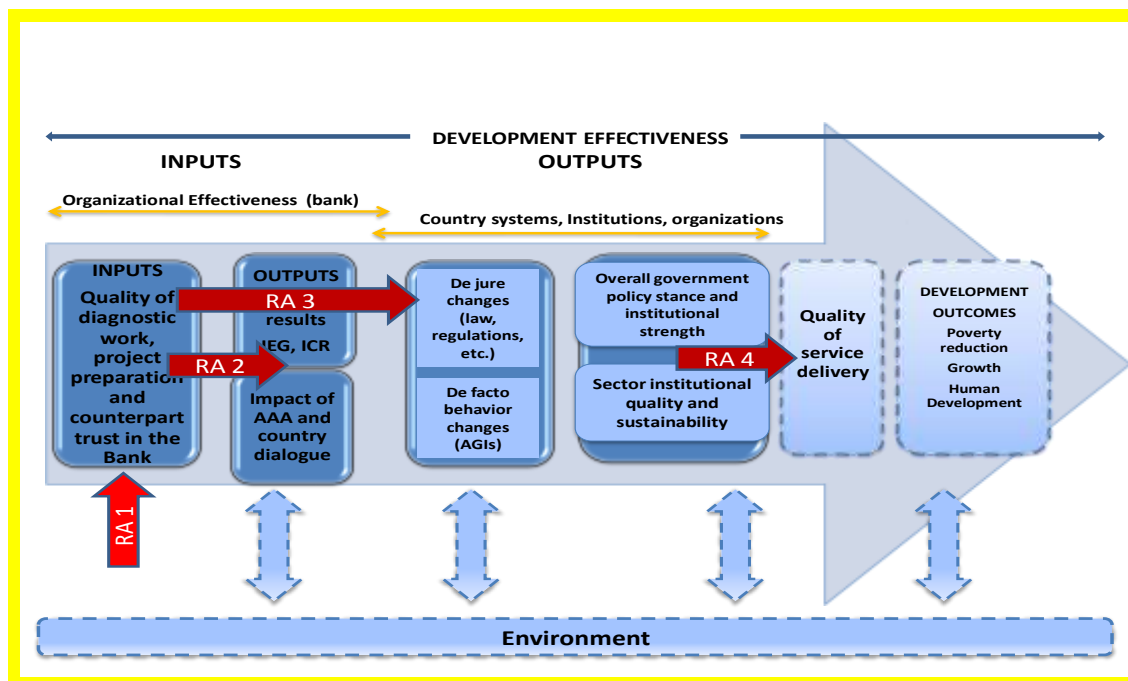 DEVELOPMENT EFFECTIVENESS
INPUTS
OUTPUTS
Organizational Effectiveness (bank)
Country systems, Institutions, organizations
INPUTS
Quality of
diagnostic
work,
project
preparation
and
counterpart
trust in the
Bank
RA 1
OUTPUTS
results
IEG, ICR
RA 3
RA 2
Impact of
AAA and
country
dialogue
De jure
changes
(law,
regulations,
etc.)
De facto
behavior
changes
(AGIs)
Overall government
policy stance and
institutional
strength
RA 4
Sector institutional
quality and
sustainability
Quality
of
service
delivery
DEVELOPMENT
OUTCOMES
Poverty
reduction
Growth
Human
Development
Environment